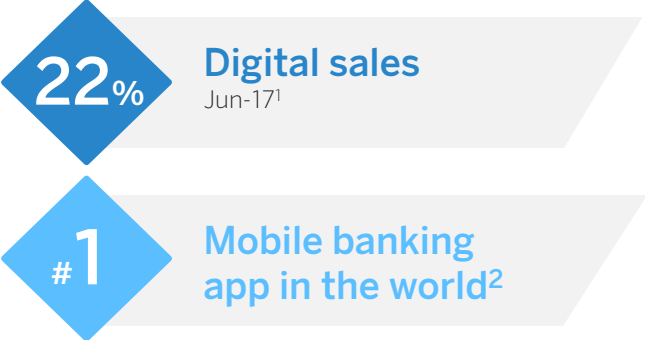 22%
Digital sales
Jun-17¹
#1
Mobile banking
app in the world²